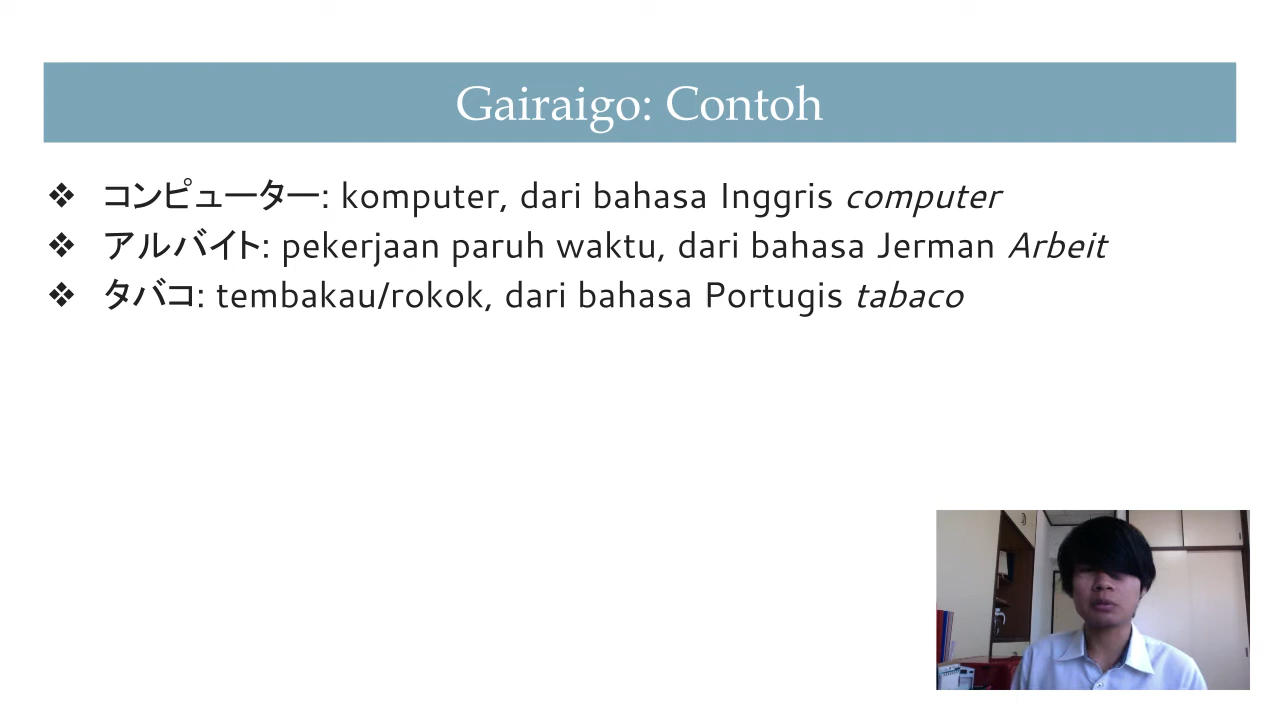 Gairaigo: Contoh
❖ コンピューター: komputer, dari bahasa Inggris computer
❖ アルバイト: pekerjaan paruh waktu, dari bahasa Jerman Arbeit
❖ タバコ: tembakau/rokok, dari bahasa Portugis tabaco